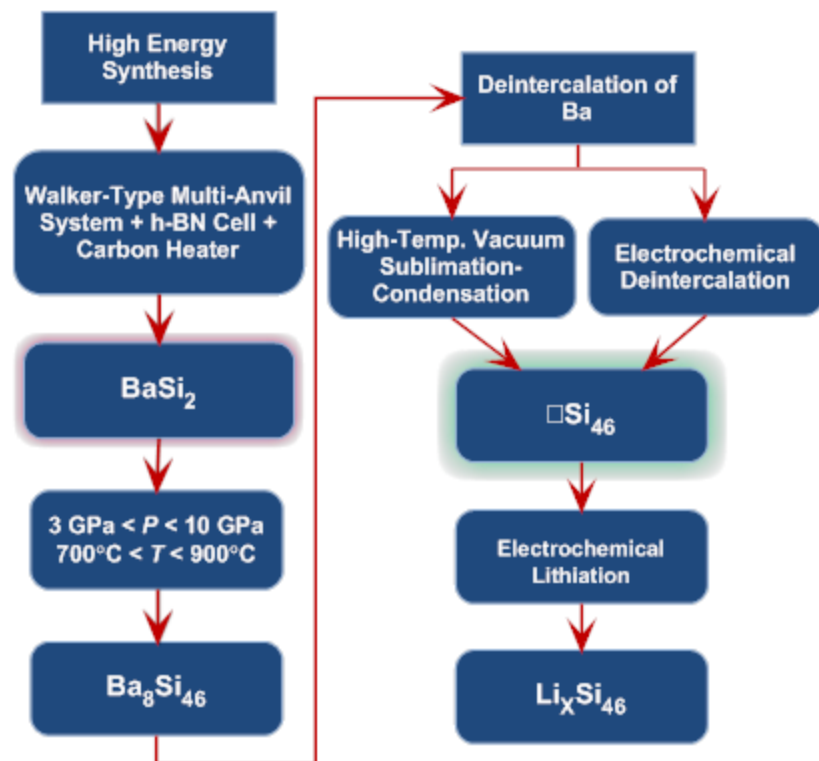 High Energy
Synthesis
Walker-Type Multi-Anvil
System + h-BN Cell +
Carbon Heater
BaSi₂
3 GPa < P < 10 GPa
700°C < T < 900°C
Ba₈Si₄₆
Deintercalation of
Ba
High-Temp. Vacuum
Sublimation-
Condensation
Electrochemical
Deintercalation
□Si₄₆
Electrochemical
Lithiation
LiₓSi₄₆